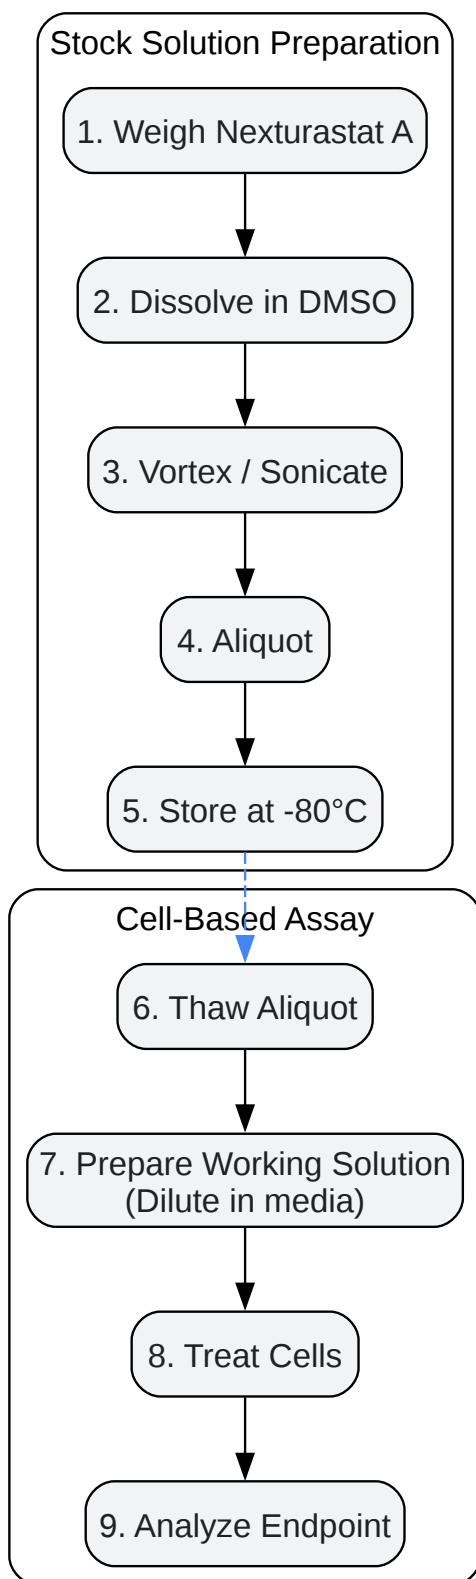 Stock Solution Preparation
1. Weigh Nexturastat A
2. Dissolve in DMSO
3. Vortex / Sonicate
4. Aliquot
5. Store at -80°C
Cell-Based Assay
6. Thaw Aliquot
7. Prepare Working Solution
(Dilute in media)
8. Treat Cells
9. Analyze Endpoint